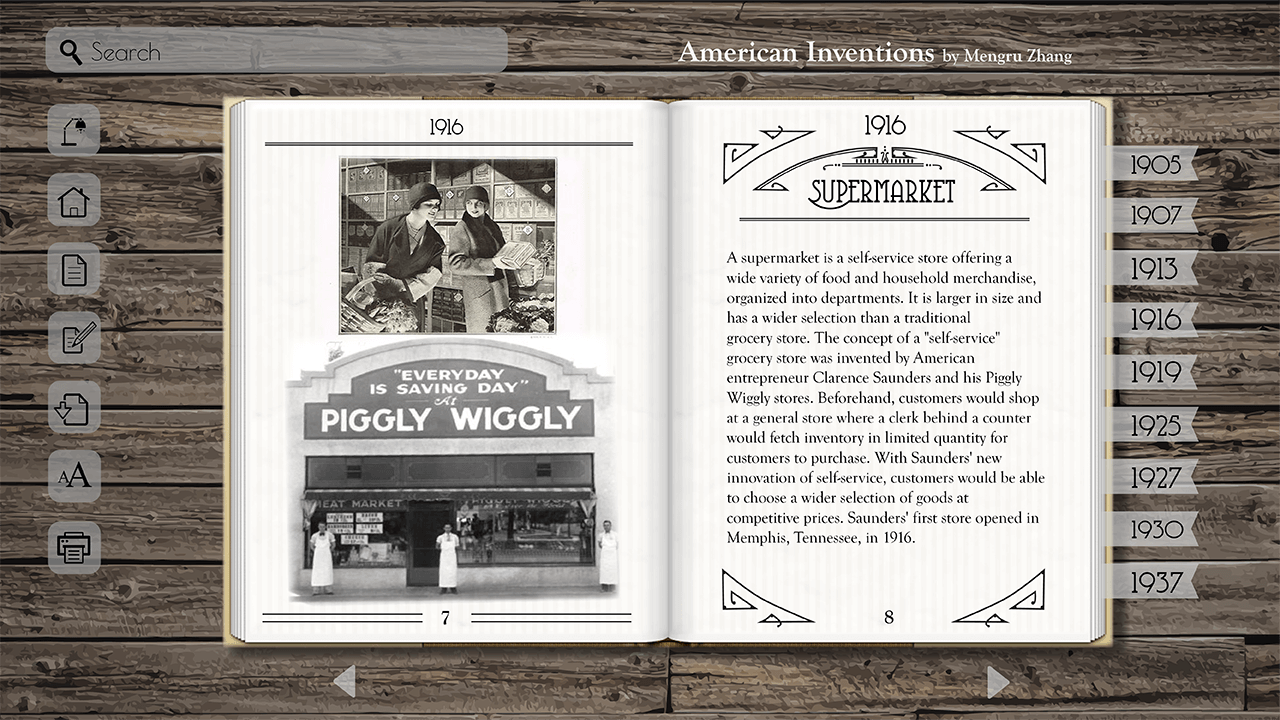 Search
American Inventions by Mengru Zhang
1916
"EVERYDAY
IS SAVING DAY"
At
PIGGLY WIGGLY
MEAT MARKET
7
1916
SUPERMARKET
A supermarket is a self-service store offering a
wide variety of food and household merchandise,
organized into departments. It is larger in size and
has a wider selection than a traditional
grocery store. The concept of a "self-service"
grocery store was invented by American
entrepreneur Clarence Saunders and his Piggly
Wiggly stores. Beforehand, customers would shop
at a general store where a clerk behind a counter
would fetch inventory in limited quantity for
customers to purchase. With Saunders' new
innovation of self-service, customers would be able
to choose a wider selection of goods at
competitive prices. Saunders' first store opened in
Memphis, Tennessee, in 1916.
8
1905
1907
1913
1916
1919
1925
1927
1930
1937
AA